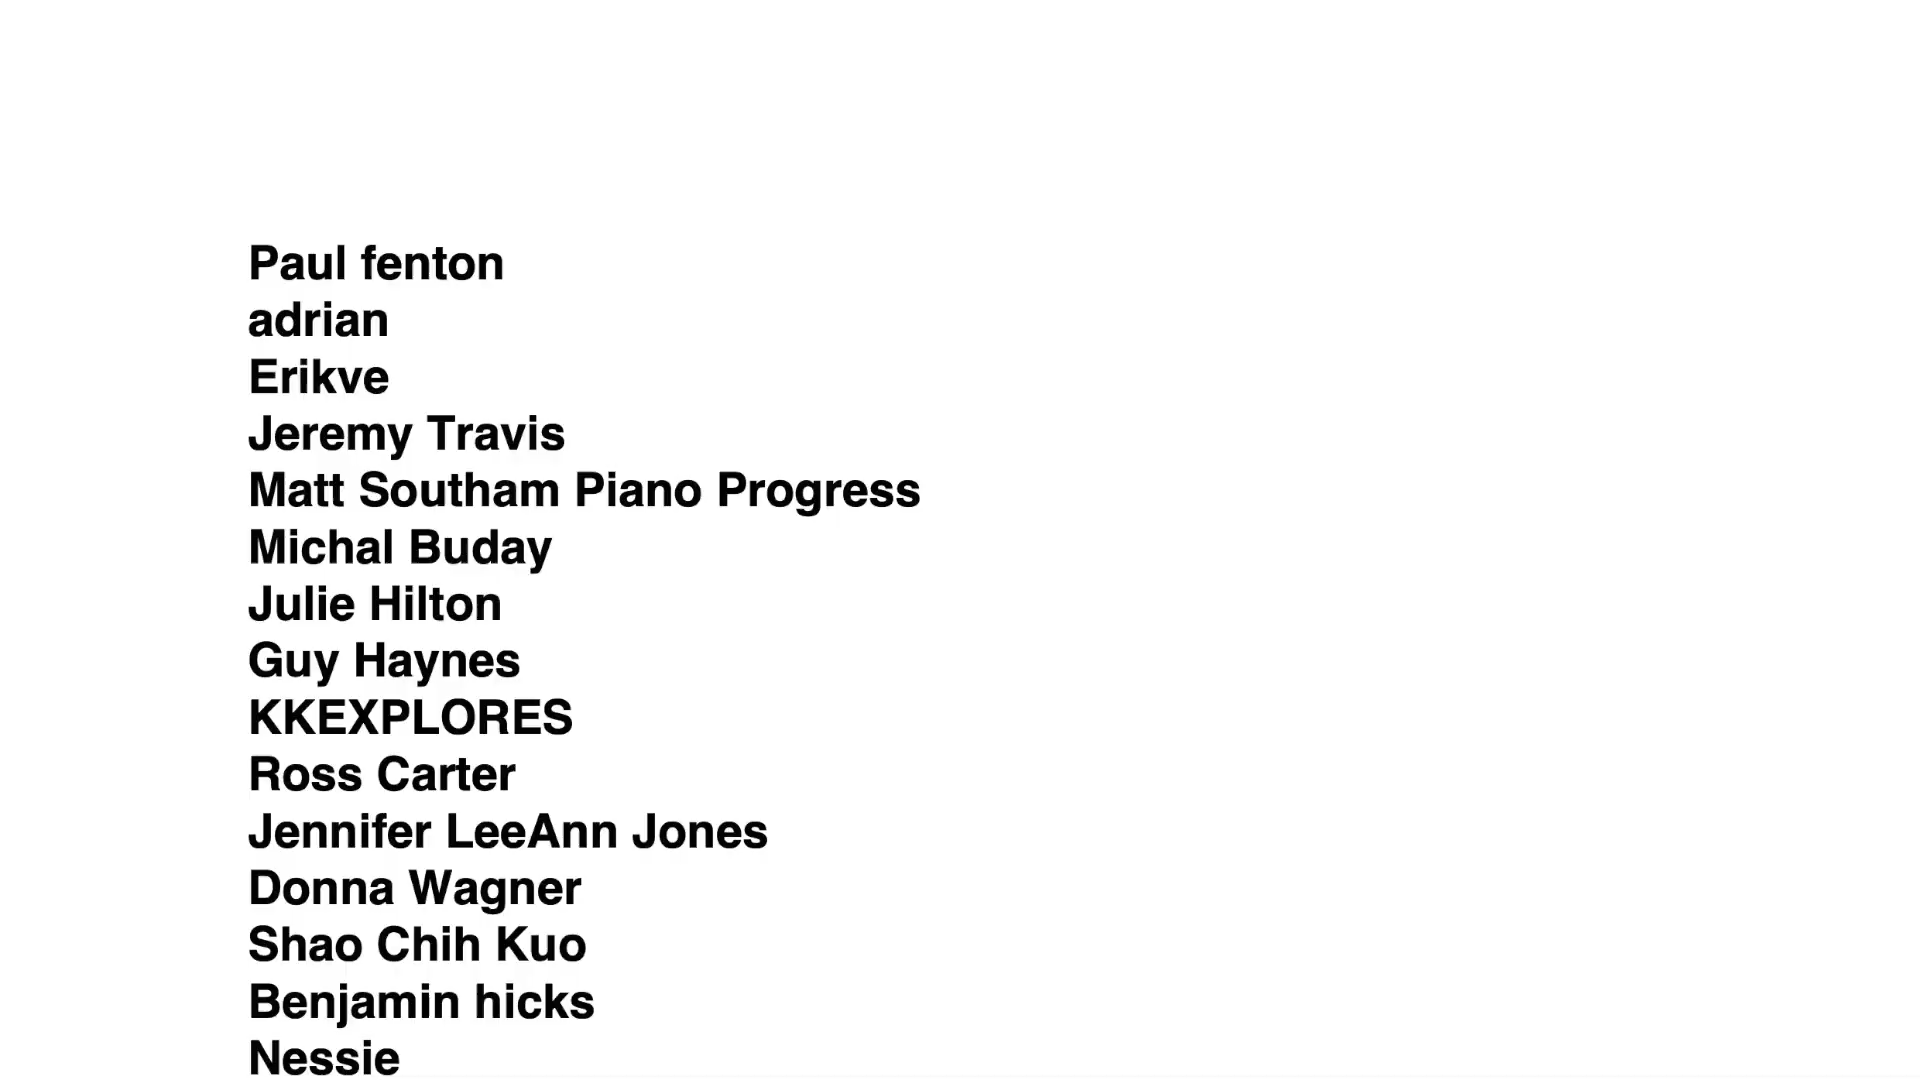 Paul fenton
adrian
Erikve
Jeremy Travis
Matt Southam Piano Progress
Michal Buday
Julie Hilton
Guy Haynes
KKEXPLORES
Ross Carter
Jennifer LeeAnn Jones
Donna Wagner
Shao Chih Kuo
Benjamin hicks
Nessie